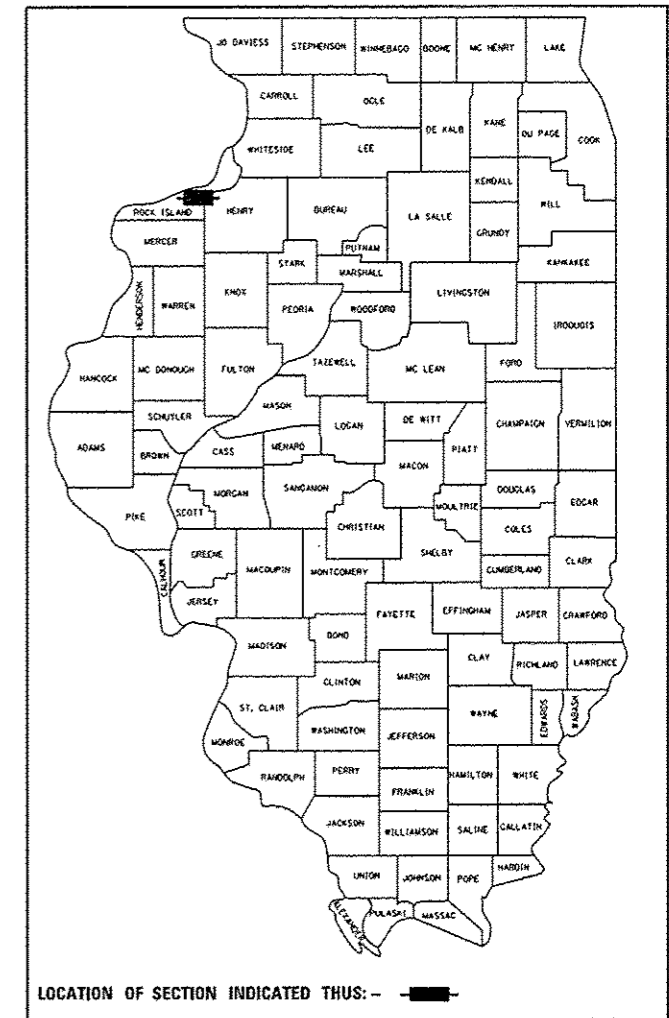 JO DAVIESS STEPHENSON WINNEBAGO BOONE MC HENRY LAKE
CARROLL OGLE DE KALB KANE DU PAGE COOK
WHITESIDE LEE
KENDALL WILL
ROCK ISLAND HENRY BUREAU LA SALLE GRUNDY
MERCER PUTNAM KANKAKEE
STARK MARSHALL
HENDERSON WARREN KNOX PEORIA WOODFORD LIVINGSTON IROQUOIS
HANCOCK MC DONOUGH FULTON TAZEWELL MC LEAN FORD
SCHUYLER MASON LOGAN DE WITT CHAMPAIGN VERMILION
ADAMS BROWN CASS MENARD MACON PIATT
PIKE SCOTT MORGAN SANGAMON CHRISTIAN MOULTRIE DOUGLAS EDGAR
COLES
GREENE MACOUPIN MONTGOMERY SHELBY CUMBERLAND CLARK
CALHOUN JERSEY FAYETTE EFFINGHAM JASPER CRAWFORD
MADISON BOND
CLAY RICHLAND LAWRENCE
CLINTON MARION
ST. CLAIR WAYNE EDWARDS WABASH
MONROE WASHINGTON JEFFERSON
RANDOLPH PERRY HAMILTON WHITE
FRANKLIN
JACKSON WILLIAMSON SALINE GALLATIN
UNION JOHNSON POPE HARDIN
ALEXANDER PULASKI MASSAC
LOCATION OF SECTION INDICATED THUS: -